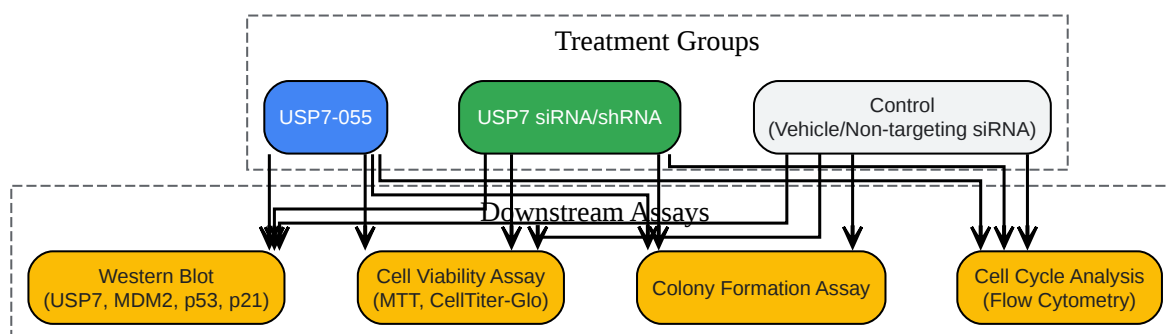 Treatment Groups
USP7-055
USP7 siRNA/shRNA
Control
(Vehicle/Non-targeting siRNA)
Downstream Assays
Western Blot
(USP7, MDM2, p53, p21)
Cell Viability Assay
(MTT, CellTiter-Glo)
Colony Formation Assay
Cell Cycle Analysis
(Flow Cytometry)